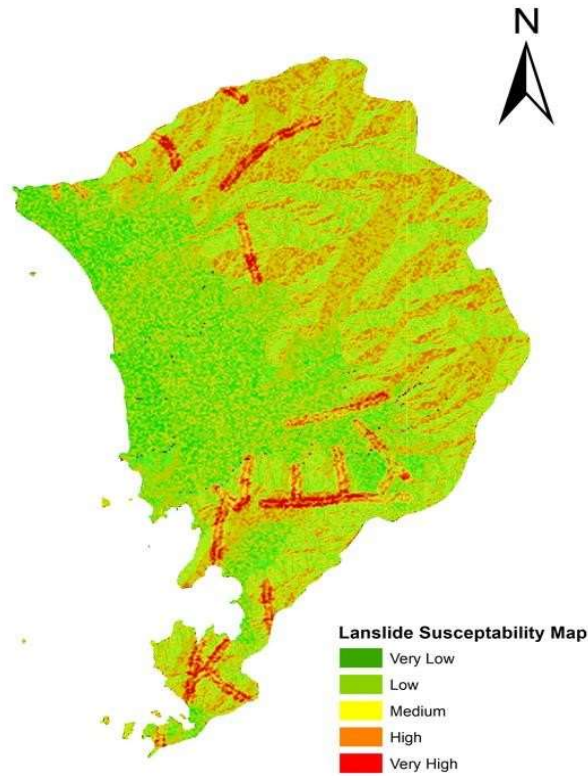 N
Lanslide Susceptability Map
Very Low
Low
Medium
High
Very High